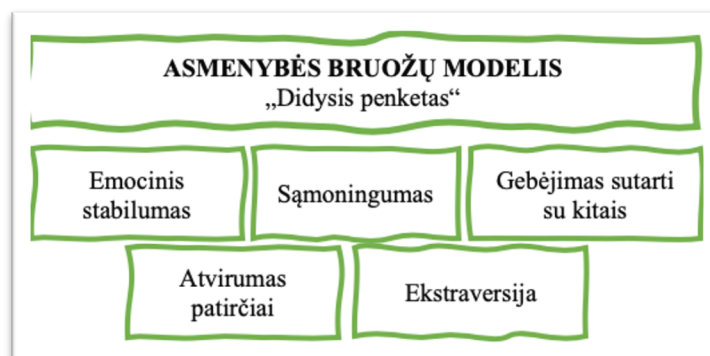 ASMENYBĖS BRUOŽŲ MODELIS
„Didysis penketas“
Emocinis
stabilumas
Sąmoningumas
Gebėjimas sutarti
su kitais
Atvirumas
patirčiai
Ekstraversija